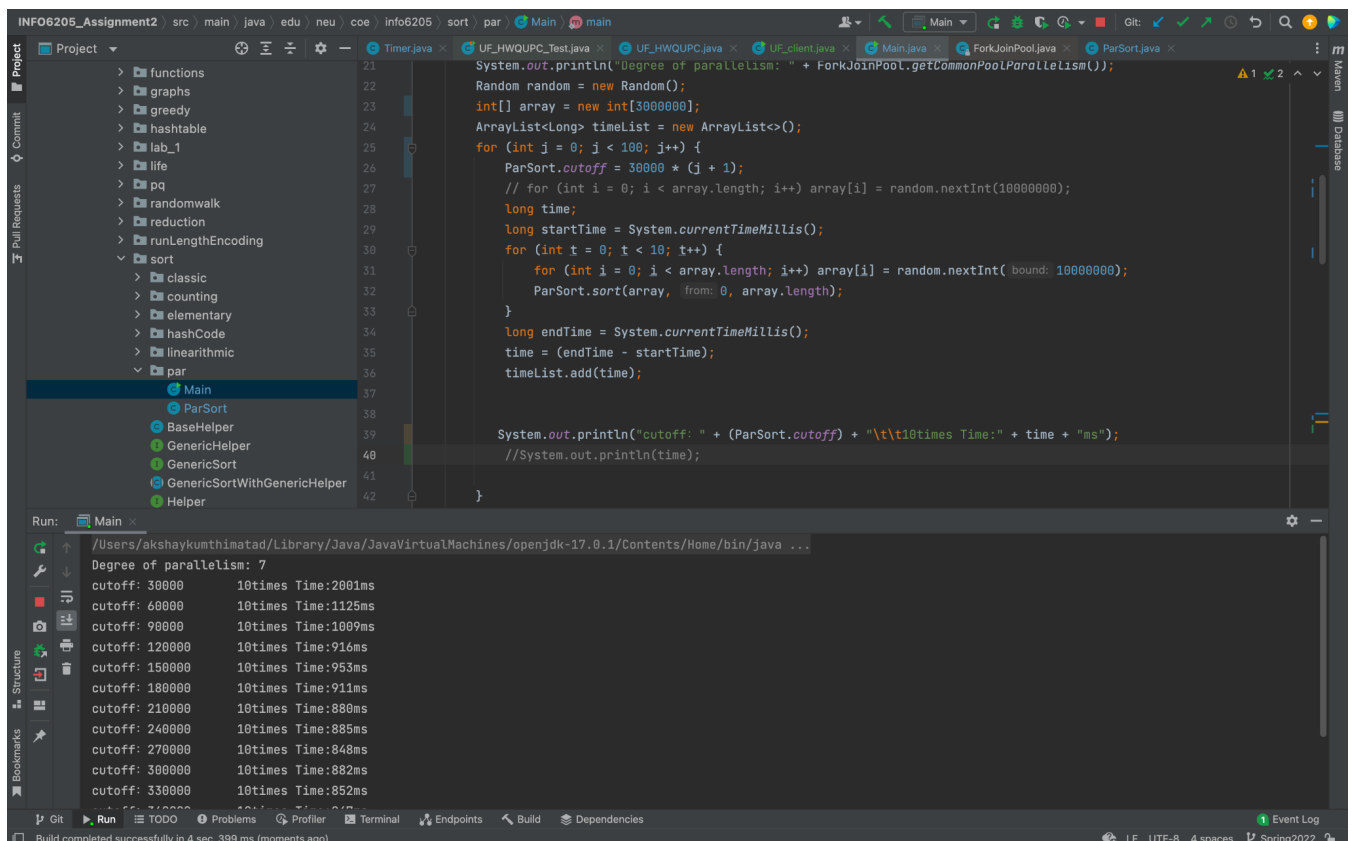 INFO6205_Assignment2 〉 src 〉 main 〉 java 〉 edu 〉 neu 〉 coe 〉 info6205 〉 sort 〉 par 〉 Main 〉 main
Main
Git:
Project
Timer.java
UF_HWQUPC_Test.java
UF_HWQUPC.java
UF_client.java
Main.java
ForkJoinPool.java
ParSort.java
Project
Commit
Pull Requests
Structure
Bookmarks
Maven
Database
1 2
functions
graphs
greedy
hashtable
lab_1
life
pq
randomwalk
reduction
runLengthEncoding
sort
classic
counting
elementary
hashCode
linearithmic
par
Main
ParSort
BaseHelper
GenericHelper
GenericSort
GenericSortWithGenericHelper
Helper
21 System.out.println("Degree of parallelism: " + ForkJoinPool.getCommonPoolParallelism());
22 Random random = new Random();
23 int[] array = new int[3000000];
24 ArrayList<Long> timeList = new ArrayList<>();
25 for (int j = 0; j < 100; j++) {
26 ParSort.cutoff = 30000 * (j + 1);
27 // for (int i = 0; i < array.length; i++) array[i] = random.nextInt(10000000);
28 long time;
29 long startTime = System.currentTimeMillis();
30 for (int t = 0; t < 10; t++) {
31 for (int i = 0; i < array.length; i++) array[i] = random.nextInt( bound: 10000000);
32 ParSort.sort(array, from: 0, array.length);
33 }
34 long endTime = System.currentTimeMillis();
35 time = (endTime - startTime);
36 timeList.add(time);
37
38
39 System.out.println("cutoff: " + (ParSort.cutoff) + "\t\t10times Time:" + time + "ms");
40 //System.out.println(time);
41
42 }
Run: Main
/Users/akshaykumthimatad/Library/Java/JavaVirtualMachines/openjdk-17.0.1/Contents/Home/bin/java ...
Degree of parallelism: 7
cutoff: 30000 10times Time:2001ms
cutoff: 60000 10times Time:1125ms
cutoff: 90000 10times Time:1009ms
cutoff: 120000 10times Time:916ms
cutoff: 150000 10times Time:953ms
cutoff: 180000 10times Time:911ms
cutoff: 210000 10times Time:880ms
cutoff: 240000 10times Time:885ms
cutoff: 270000 10times Time:848ms
cutoff: 300000 10times Time:882ms
cutoff: 330000 10times Time:852ms
Git Run TODO Problems Profiler Terminal Endpoints Build Dependencies 1 Event Log
Build completed successfully in 4 sec, 399 ms (moments ago) LF UTF-8 4 spaces Spring2022